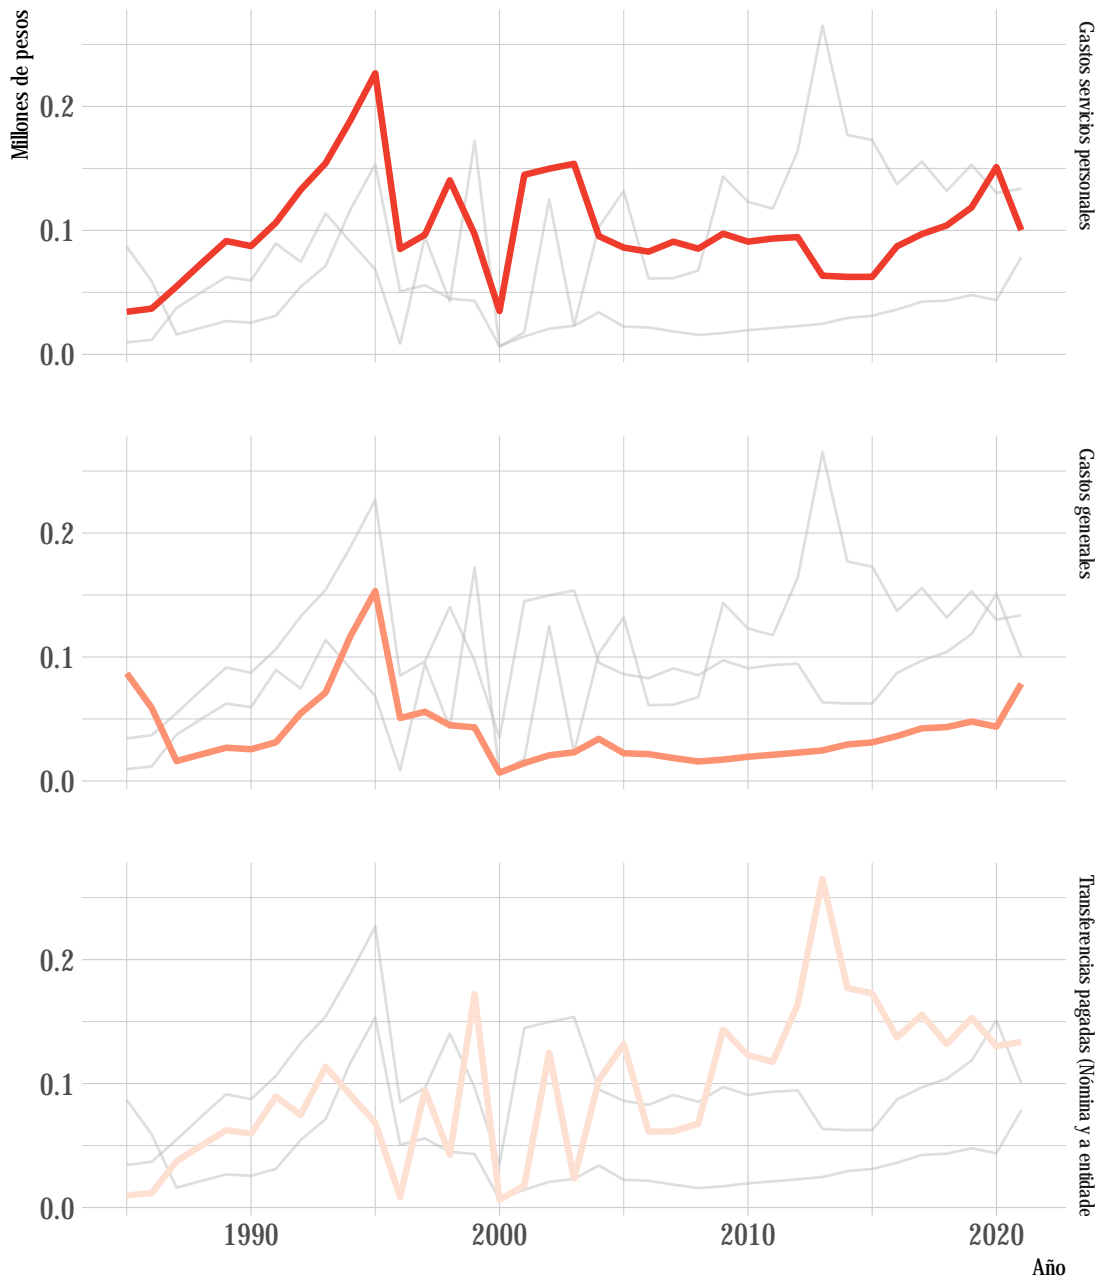 Millones de pesos
0.2
0.1
0.0
Gastos servicios personales
0.2
0.1
0.0
Gastos generales
0.2
0.1
0.0
Transferencias pagadas (Nómina y a entidade
1990
2000
2010
2020
Año